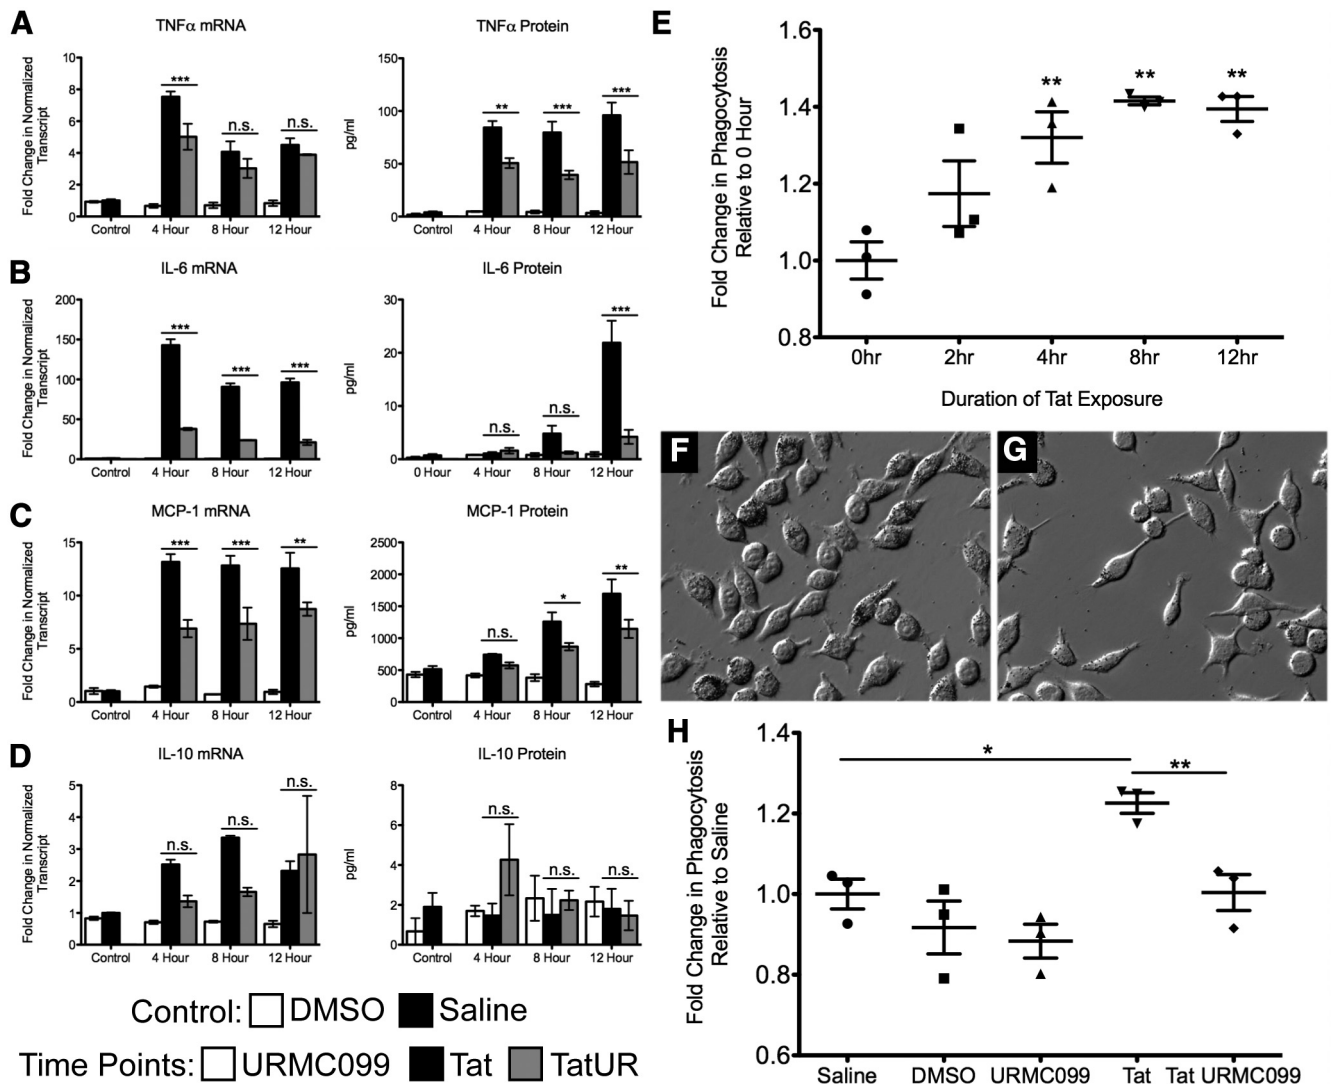 A
TNFα mRNA
Fold Change in Normalized
Transcript
10
8
6
4
2
0
***
n.s.
n.s.
Control
4 Hour
8 Hour
12 Hour
TNFα Protein
pg/ml
150
100
50
0
**
***
***
Control
4 Hour
8 Hour
12 Hour
B
IL-6 mRNA
Fold Change in Normalized
Transcript
200
150
100
50
0
***
***
***
Control
4 Hour
8 Hour
12 Hour
IL-6 Protein
pg/ml
30
20
10
0
n.s.
n.s.
***
0 Hour
4 Hour
8 Hour
12 Hour
C
MCP-1 mRNA
Fold Change in Normalized
Transcript
15
10
5
0
***
***
**
Control
4 Hour
8 Hour
12 Hour
MCP-1 Protein
pg/ml
2500
2000
1500
1000
500
0
n.s.
*
**
Control
4 Hour
8 Hour
12 Hour
D
IL-10 mRNA
Fold Change in Normalized
Transcript
5
4
3
2
1
0
n.s.
n.s.
n.s.
Control
4 Hour
8 Hour
12 Hour
IL-10 Protein
pg/ml
8
6
4
2
0
n.s.
n.s.
n.s.
Control
4 Hour
8 Hour
12 Hour
Control: DMSO Saline
Time Points: URMC099 Tat TatUR
E
Fold Change in Phagocytosis
Relative to 0 Hour
1.6
1.4
1.2
1.0
0.8
**
**
**
0hr
2hr
4hr
8hr
12hr
Duration of Tat Exposure
F
G
H
Fold Change in Phagocytosis
Relative to Saline
1.4
1.2
1.0
0.8
0.6
*
**
Saline
DMSO
URMC099
Tat
Tat URMC099